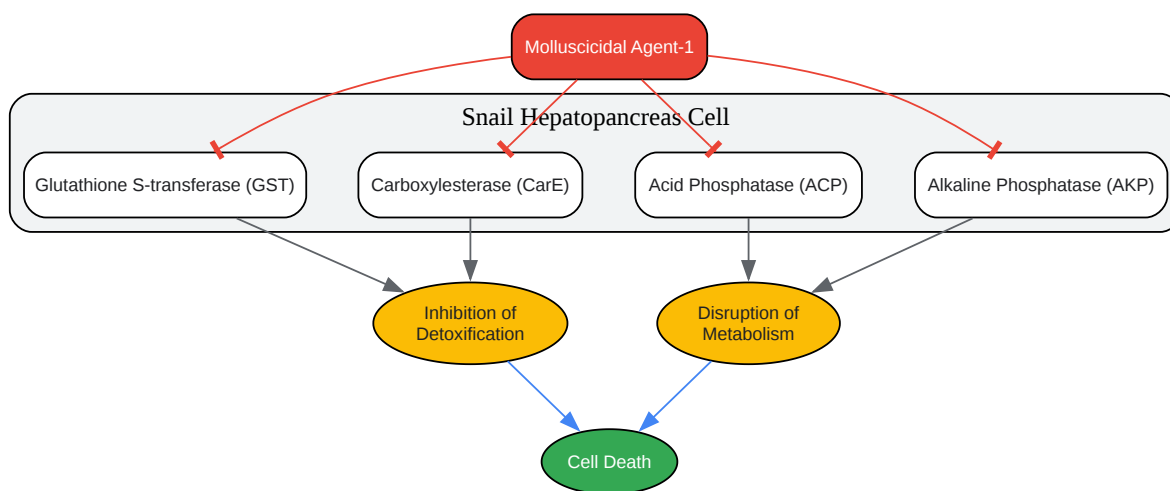 Molluscicidal Agent-1
Snail Hepatopancreas Cell
Glutathione S-transferase (GST)
Carboxylesterase (CarE)
Acid Phosphatase (ACP)
Alkaline Phosphatase (AKP)
Inhibition of
Detoxification
Disruption of
Metabolism
Cell Death